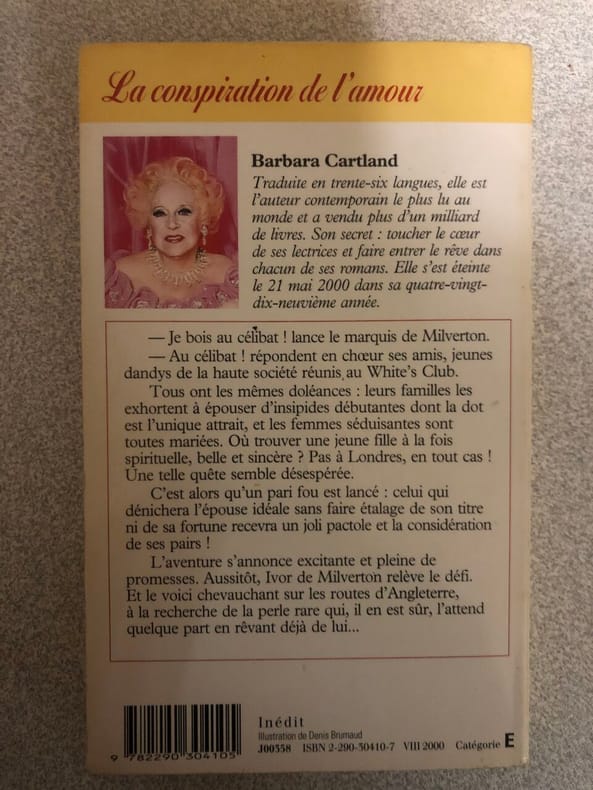 La conspiration de l'amour
Barbara Cartland
Traduite en trente-six langues, elle est
l'auteur contemporain le plus lu au
monde et a vendu plus d'un milliard
de livres. Son secret : toucher le cœur
de ses lectrices et faire entrer le rêve dans
chacun de ses romans. Elle s'est éteinte
le 21 mai 2000 dans sa quatre-vingt-
dix-neuvième année.
— Je bois au célibat ! lance le marquis de Milverton.
— Au célibat ! répondent en chœur ses amis, jeunes
dandys de la haute société réunis au White's Club.
Tous ont les mêmes doléances : leurs familles les
exhortent à épouser d'insipides débutantes dont la dot
est l'unique attrait, et les femmes séduisantes sont
toutes mariées. Où trouver une jeune fille à la fois
spirituelle, belle et sincère ? Pas à Londres, en tout cas !
Une telle quête semble désespérée.
C'est alors qu'un pari fou est lancé : celui qui
dénichera l'épouse idéale sans faire étalage de son titre
ni de sa fortune recevra un joli pactole et la considération
de ses pairs !
L'aventure s'annonce excitante et pleine de
promesses. Aussitôt, Ivor de Milverton relève le défi.
Et le voici chevauchant sur les routes d'Angleterre,
à la recherche de la perle rare qui, il en est sûr, l'attend
quelque part en rêvant déjà de lui...
Inédit
Illustration de Denis Brumaud
J00358 ISBN 2-290-30410-7 VIII 2000 Catégorie E
9 782290 304105